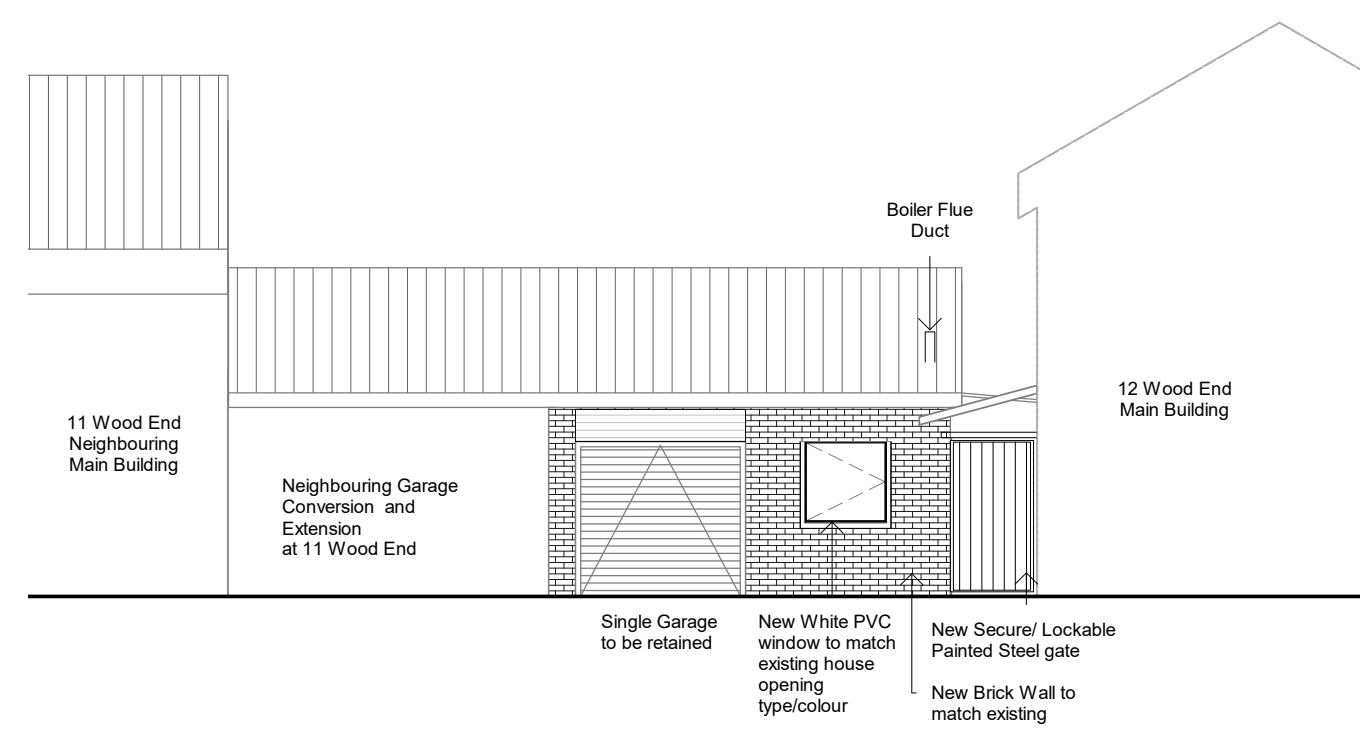 Boiler Flue
Duct
12 Wood End
Main Building
11 Wood End
Neighbouring
Main Building
Neighbouring Garage
Conversion and
Extension
at 11 Wood End
Single Garage
to be retained
New White PVC
window to match
existing house
opening
type/colour
New Secure/ Lockable
Painted Steel gate
New Brick Wall to
match existing